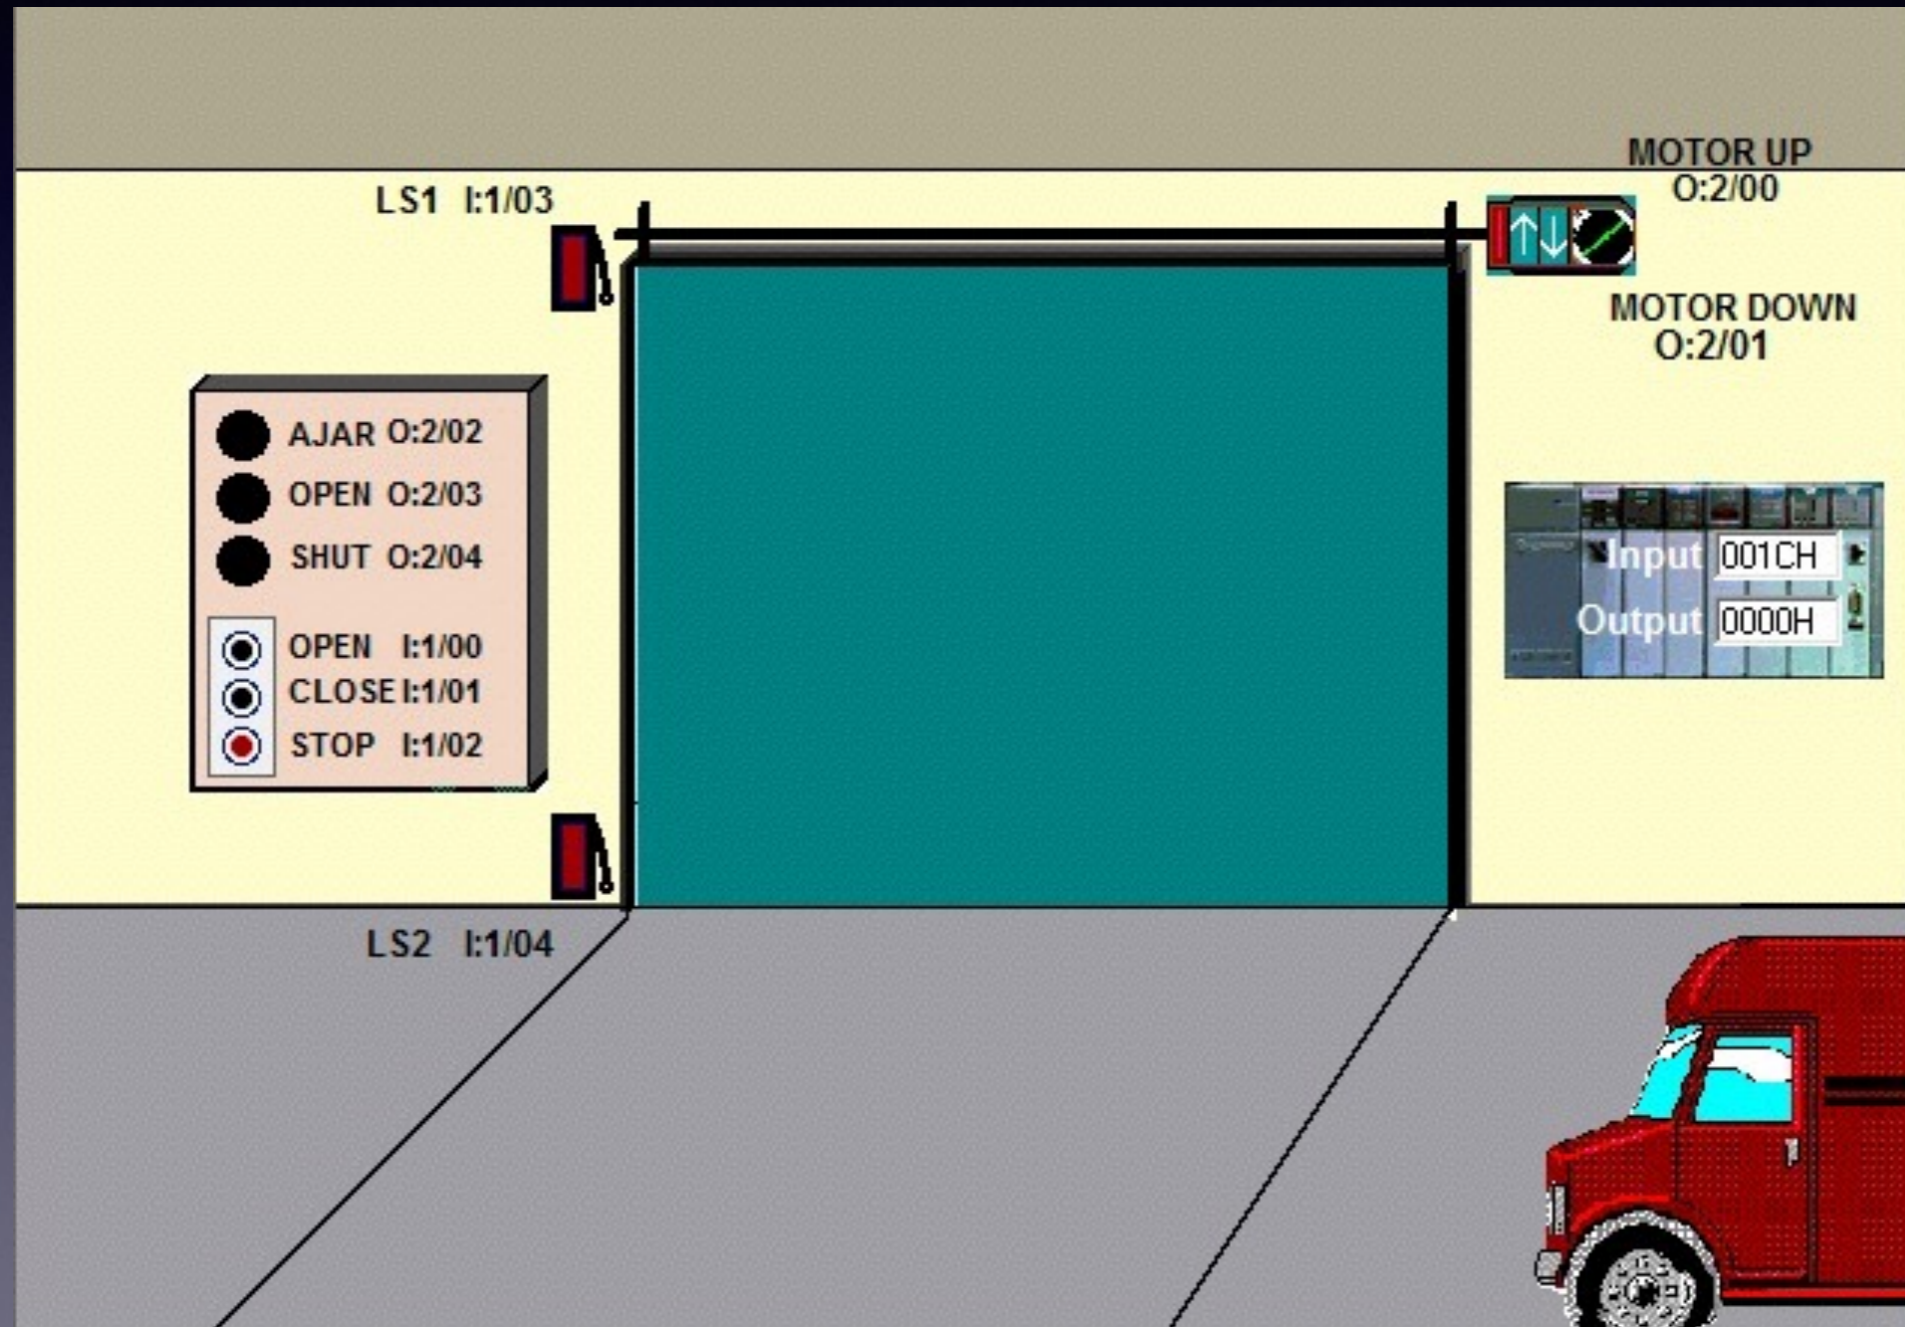 MOTOR UP
O:2/00
LS1 I:1/03
MOTOR DOWN
O:2/01
AJAR O:2/02
OPEN O:2/03
SHUT O:2/04
OPEN I:1/00
CLOSE I:1/01
STOP I:1/02
Input 001CH
Output 0000H
LS2 I:1/04